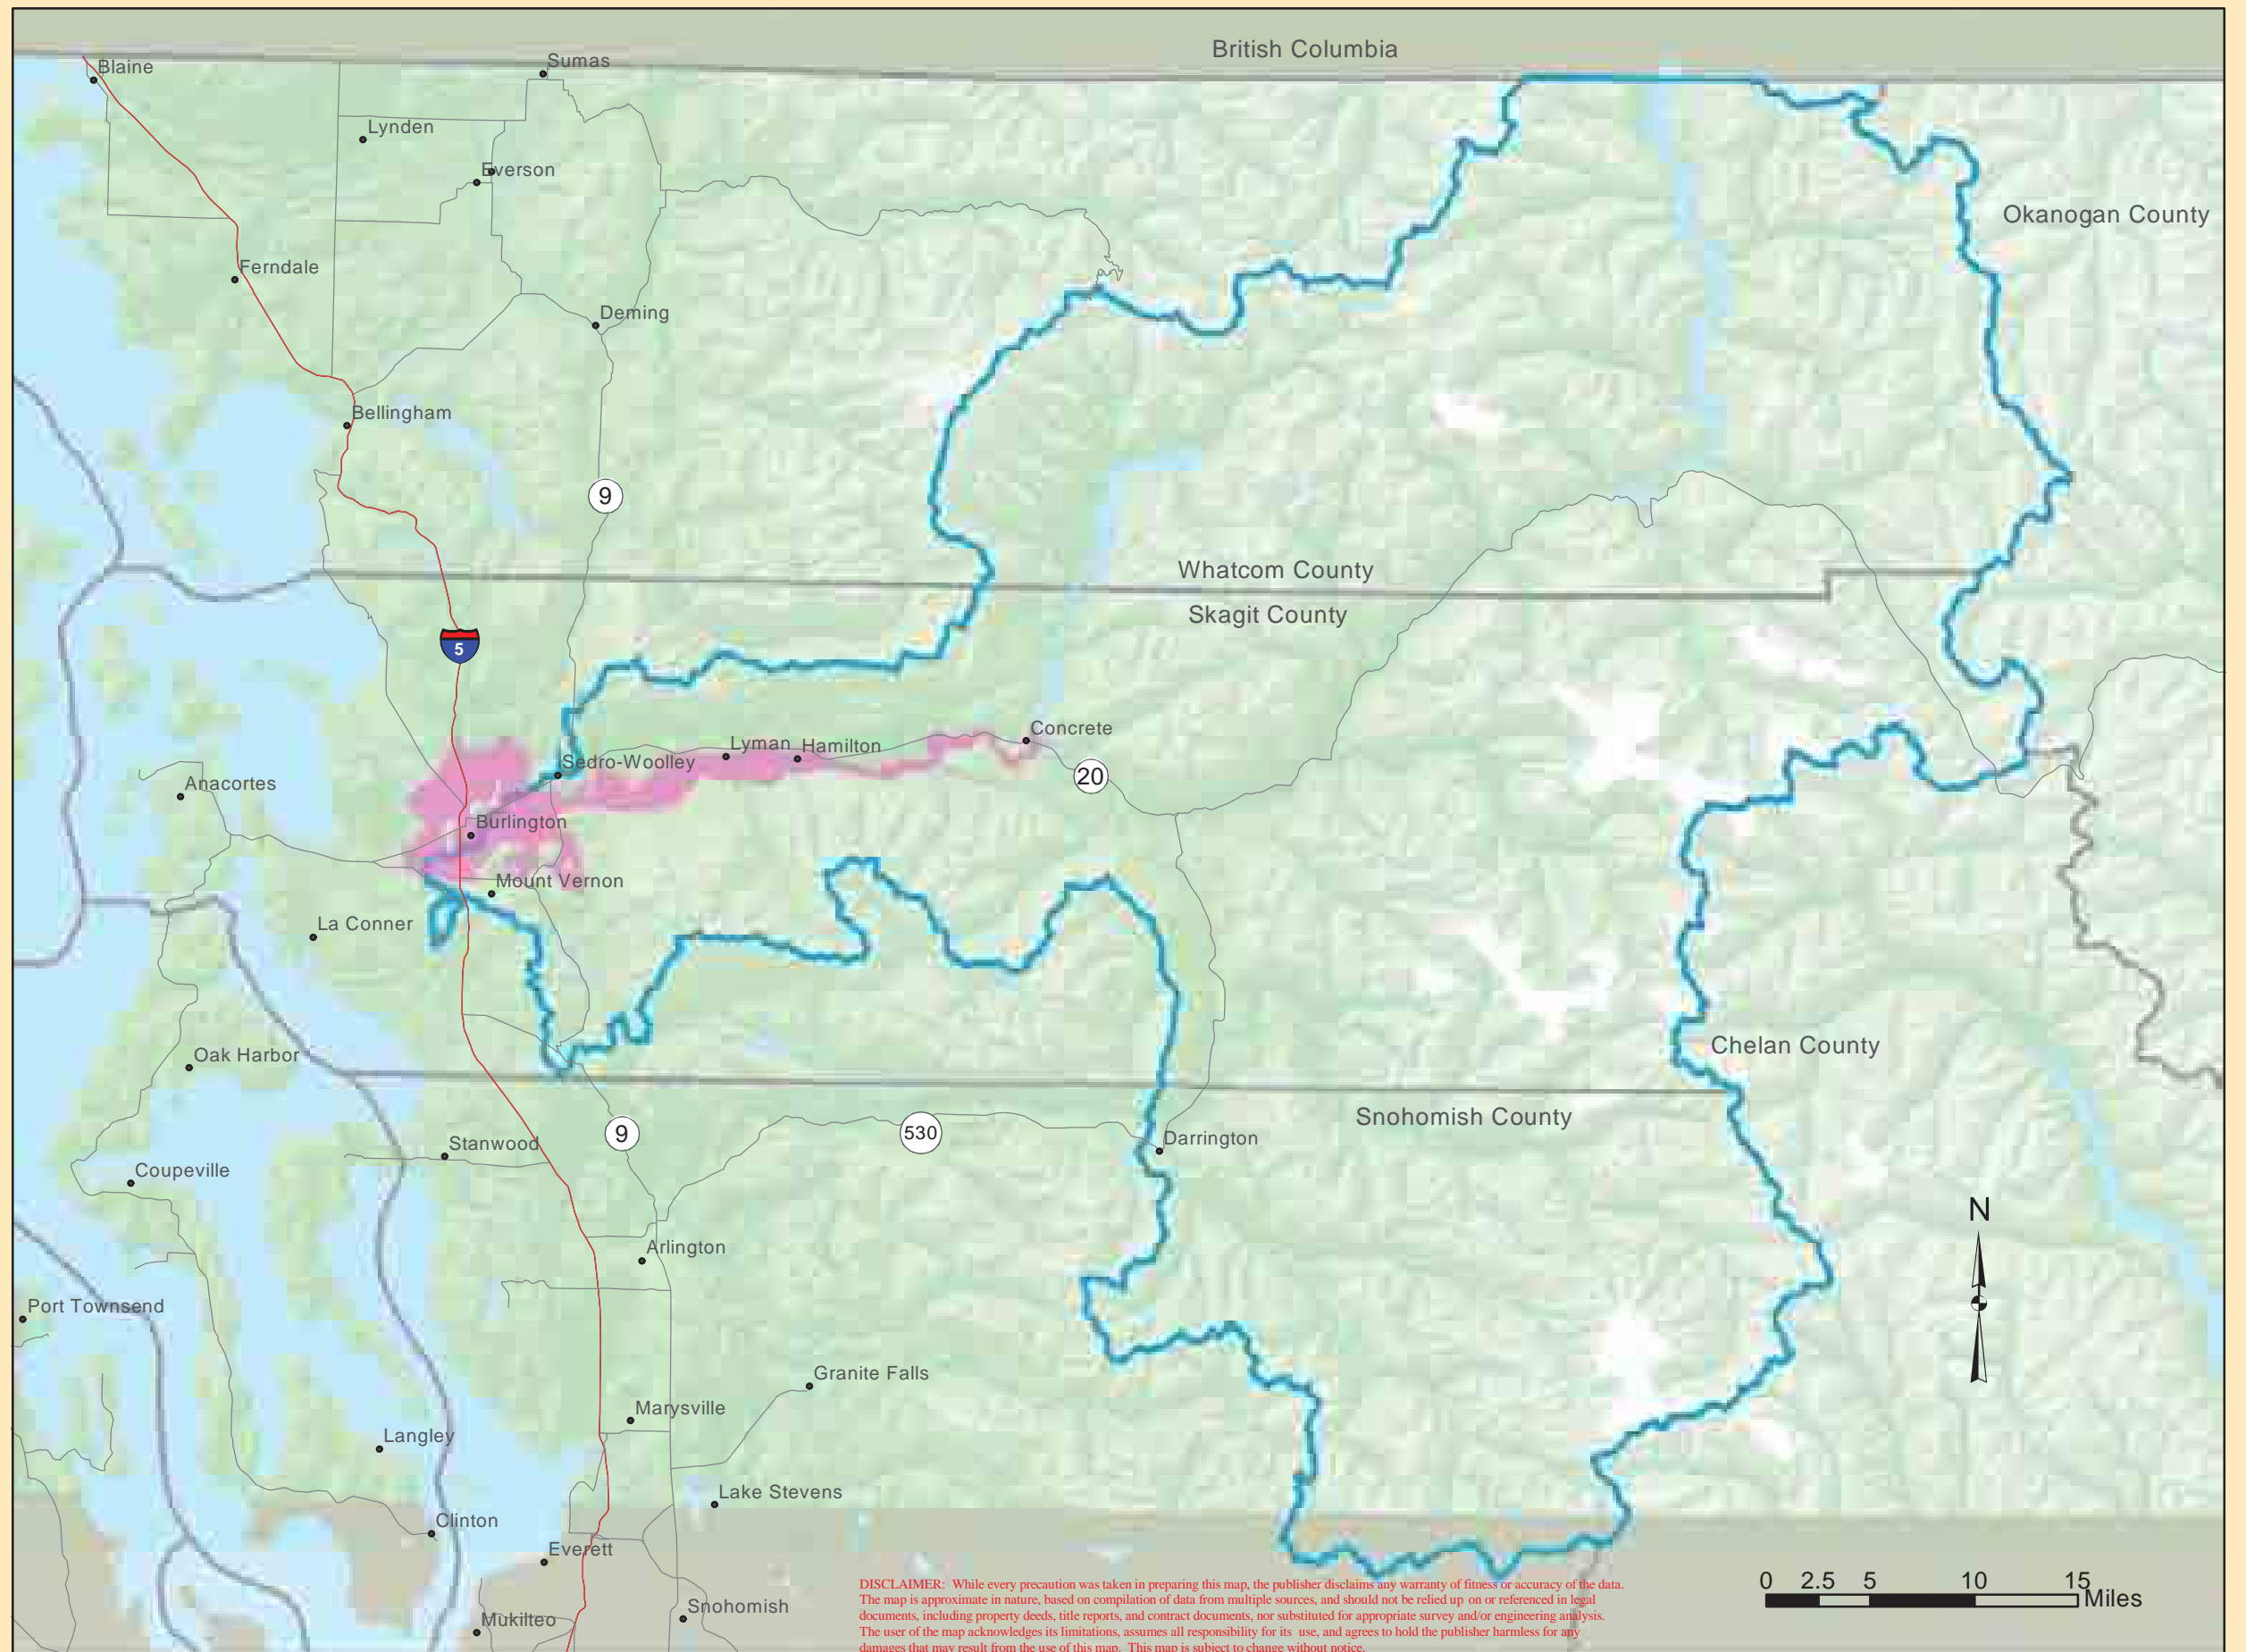 British Columbia
Blaine
Sumas
Lynden
Everson
Okanogan County
Ferndale
Deming
Bellingham
9
Whatcom County
Skagit County
5
Concrete
Lyman
Hamilton
Sedro-Woolley
20
Anacortes
Burlington
Mount Vernon
La Conner
Oak Harbor
Chelan County
Snohomish County
9
530
Darrington
Stanwood
Coupeville
N
Arlington
Port Townsend
Granite Falls
Marysville
Langley
Lake Stevens
Clinton
Everett
Snohomish
Mukilteo
0 2.5 5 10 15
Miles
DISCLAIMER: While every precaution was taken in preparing this map, the publisher disclaims any warranty of fitness or accuracy of the data.
The map is approximate in nature, based on compilation of data from multiple sources, and should not be relied up on or referenced in legal
documents, including property deeds, title reports, and contract documents, nor substituted for appropriate survey and/or engineering analysis.
The user of the map acknowledges its limitations, assumes all responsibility for its use, and agrees to hold the publisher harmless for any
damages that may result from the use of this map. This map is subject to change without notice.